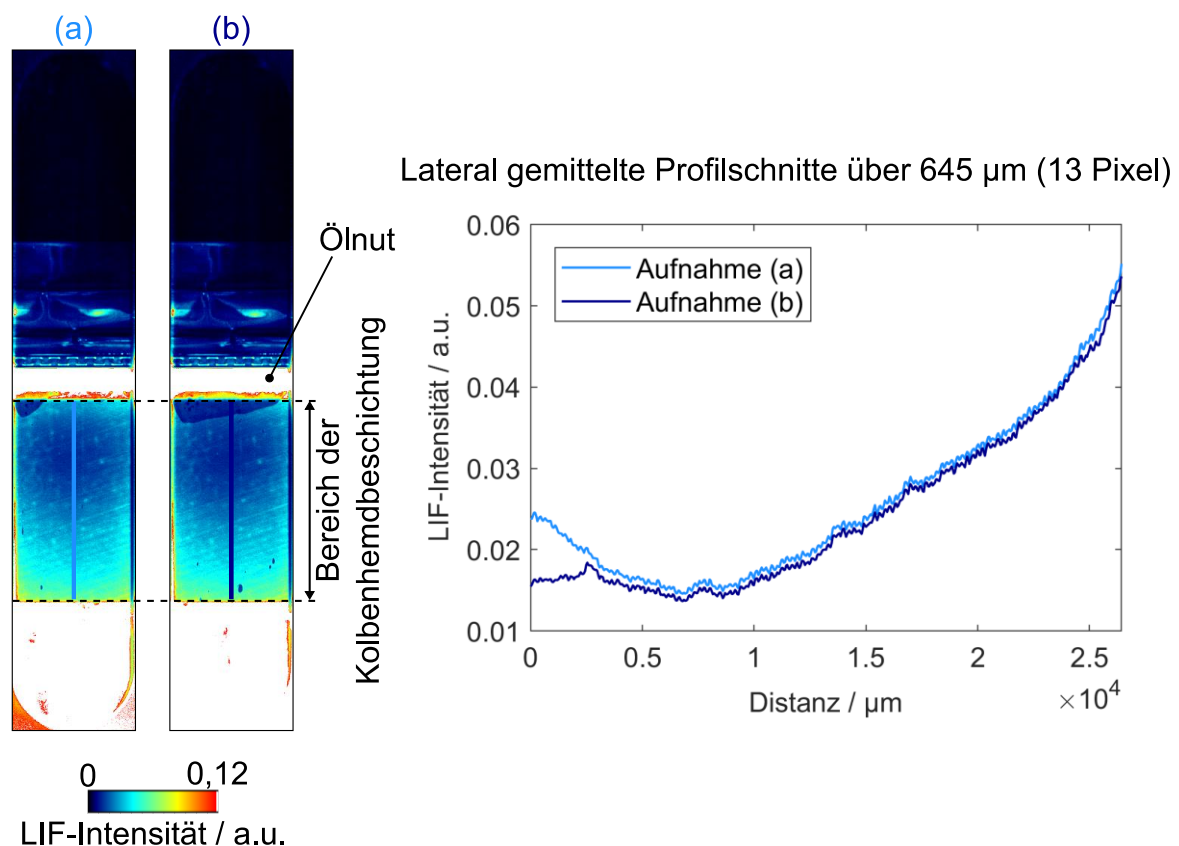 (a)
(b)
Ölnut
Bereich der
Kolbenhemdbeschichtung
0
0,12
LIF-Intensität / a.u.
Lateral gemittelte Profilschnitte über 645 µm (13 Pixel)
Aufnahme (a)
Aufnahme (b)
LIF-Intensität / a.u.
0.06
0.05
0.04
0.03
0.02
0.01
0
0.5
1
1.5
2
2.5
×10⁴
Distanz / µm